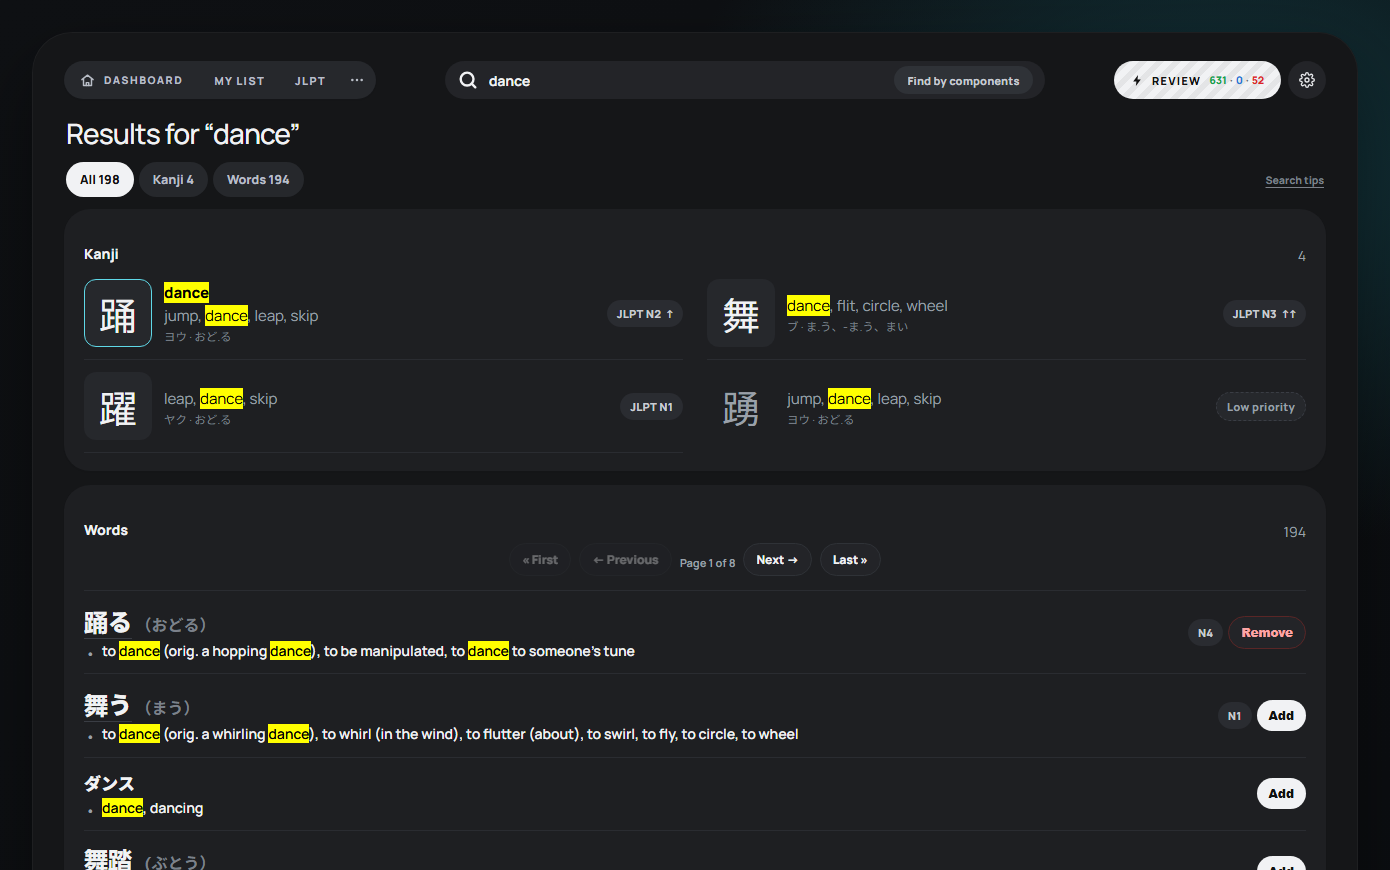 DASHBOARD MY LIST JLPT ···
dance
Find by components
REVIEW 631 · 0 · 52
Results for “dance”
All 198 Kanji 4 Words 194
Search tips
Kanji 4
踊
dance
jump, dance, leap, skip
ヨウ · おど.る
JLPT N2 ↑
舞
dance, flit, circle, wheel
ブ · ま.う、-ま.う、まい
JLPT N3 ↑↑
躍
leap, dance, skip
ヤク · おど.る
JLPT N1
踴
jump, dance, leap, skip
ヨウ · おど.る
Low priority
Words 194
« First ← Previous Page 1 of 8 Next → Last »
踊る （おどる）
• to dance (orig. a hopping dance), to be manipulated, to dance to someone’s tune
N4 Remove
舞う （まう）
• to dance (orig. a whirling dance), to whirl (in the wind), to flutter (about), to swirl, to fly, to circle, to wheel
N1 Add
ダンス
• dance, dancing
Add
舞踏 （ぶとう）
Add